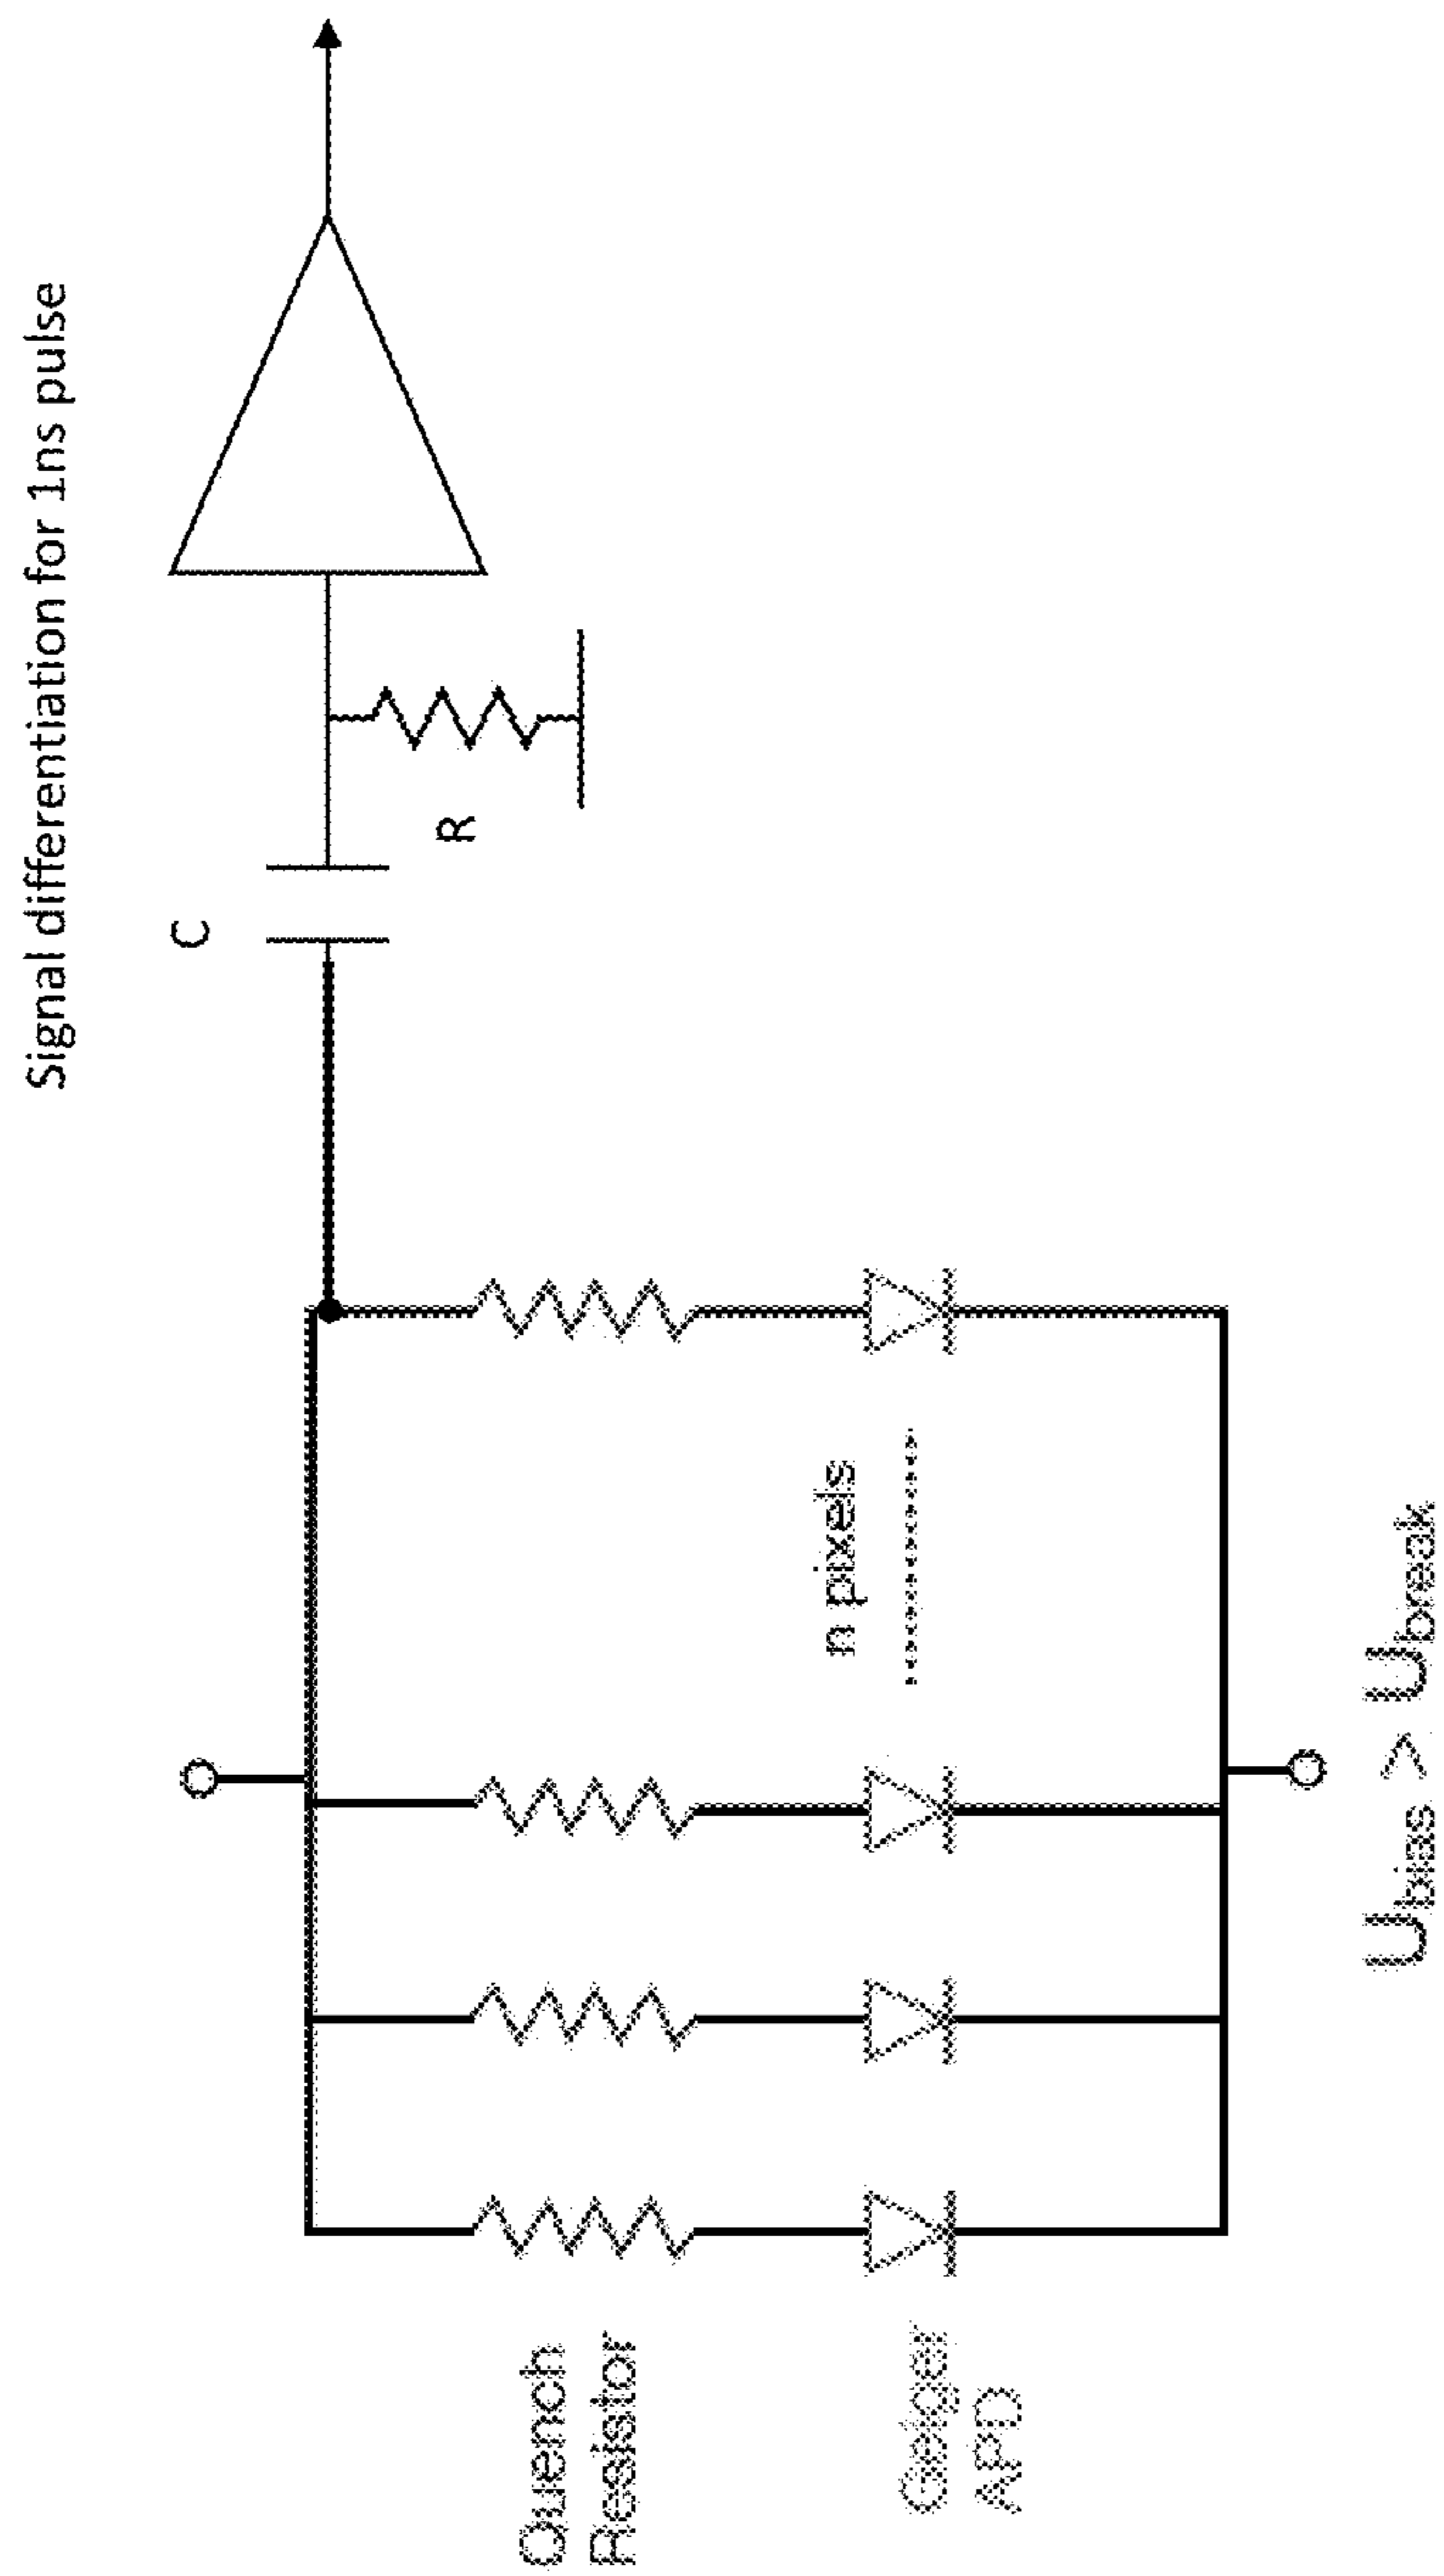 Signal differentiation for 1ns pulse
C
R
n pixels
Quench
Resistor
Geiger
APD
Ubias > Ubreak